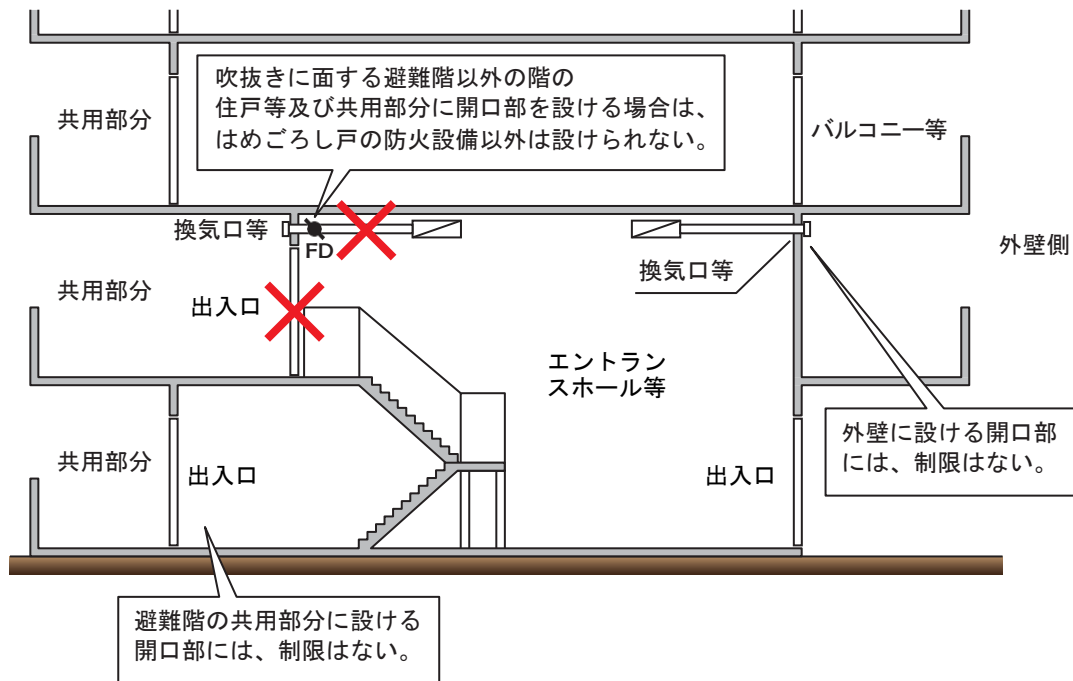 吹抜きに面する避難階以外の階の
住戸等及び共用部分に開口部を設ける場合は、
はめごろし戸の防火設備以外は設けられない。
共用部分
バルコニー等
換気口等
FD
換気口等
外壁側
共用部分
出入口
エントラン
スホール等
外壁に設ける開口部
には、制限はない。
共用部分
出入口
出入口
避難階の共用部分に設ける
開口部には、制限はない。